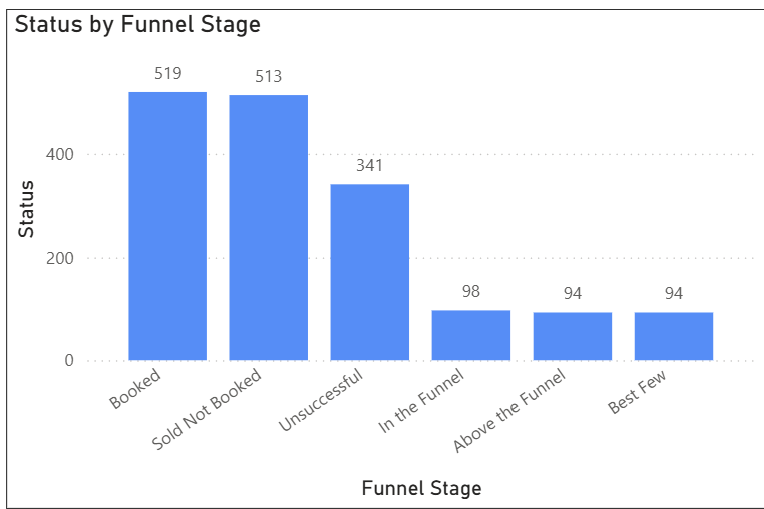 Status by Funnel Stage
519
513
341
98
94
94
400
200
0
Status
Booked
Sold Not Booked
Unsuccessful
In the Funnel
Above the Funnel
Best Few
Funnel Stage